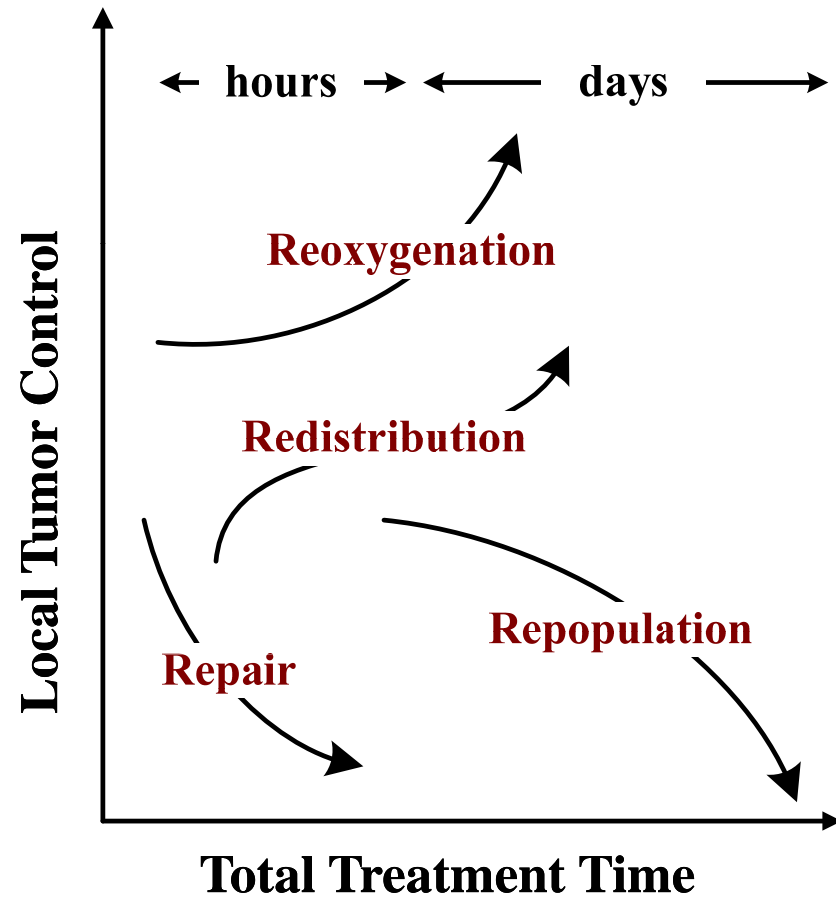 hours
days
Reoxygenation
Redistribution
Repopulation
Repair
Local Tumor Control
Total Treatment Time